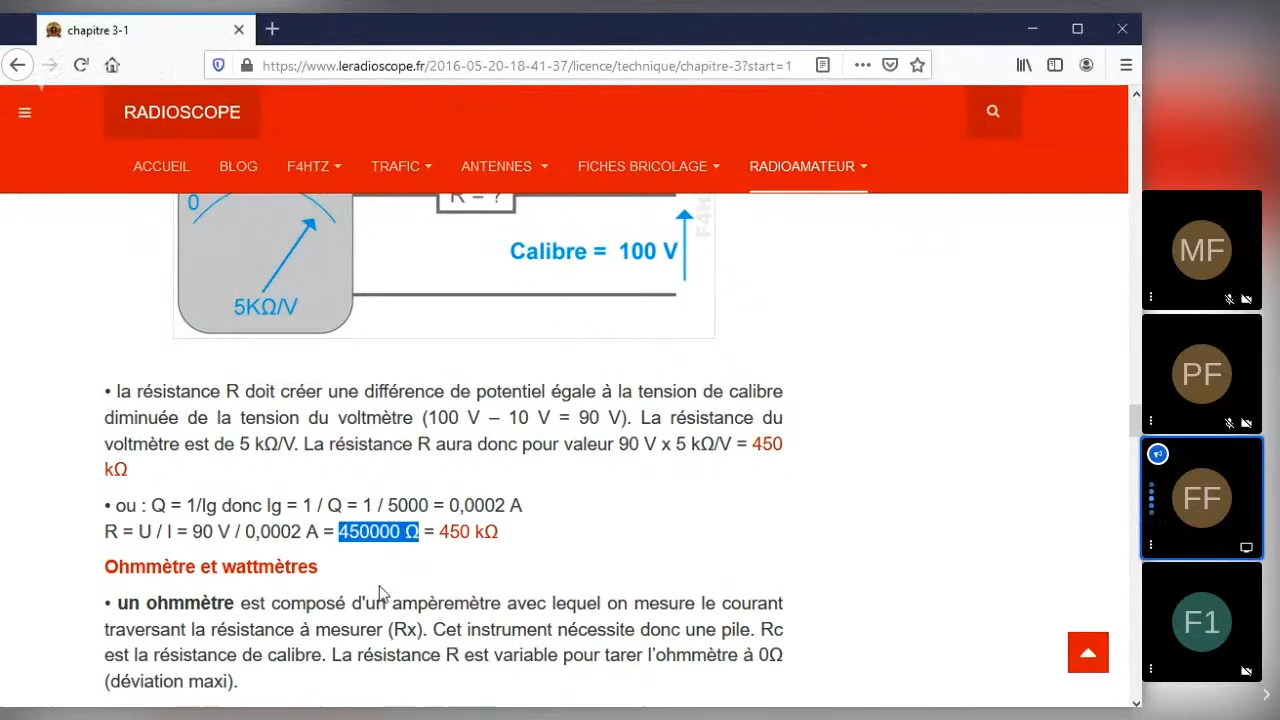 chapitre 3-1
https://www.leradioscope.fr/2016-05-20-18-41-37/licence/technique/chapitre-3?start=1
RADIOSCOPE
ACCUEIL BLOG F4HTZ TRAFIC ANTENNES FICHES BRICOLAGE RADIOAMATEUR
0
R = ?
F4H
Calibre = 100 V
5KΩ/V
• la résistance R doit créer une différence de potentiel égale à la tension de calibre
diminuée de la tension du voltmètre (100 V – 10 V = 90 V). La résistance du
voltmètre est de 5 kΩ/V. La résistance R aura donc pour valeur 90 V x 5 kΩ/V = 450
kΩ
• ou : Q = 1/Ig donc Ig = 1 / Q = 1 / 5000 = 0,0002 A
R = U / I = 90 V / 0,0002 A = 450000 Ω = 450 kΩ
Ohmmètre et wattmètres
• un ohmmètre est composé d'un ampèremètre avec lequel on mesure le courant
traversant la résistance à mesurer (Rx). Cet instrument nécessite donc une pile. Rc
est la résistance de calibre. La résistance R est variable pour tarer l'ohmmètre à 0Ω
(déviation maxi).
MF
PF
FF
F1